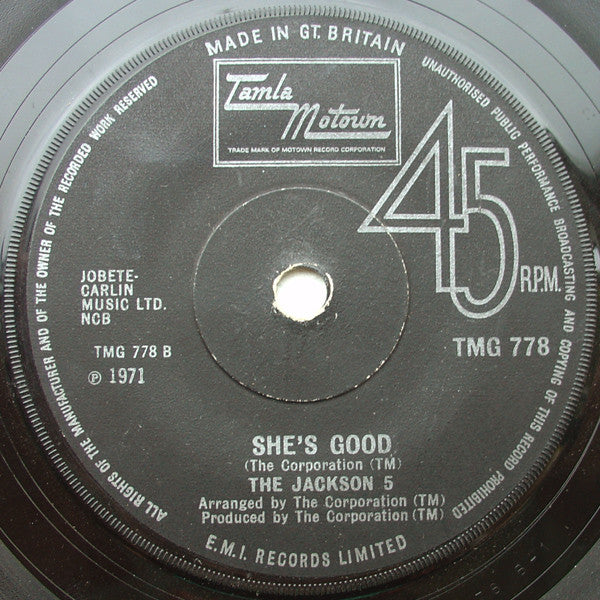 MADE IN GT. BRITAIN
UNAUTHORISED PUBLIC PERFORMANCE BROADCASTING AND COPYING OF THIS RECORD PROHIBITED
ALL RIGHTS OF THE MANUFACTURER AND OF THE OWNER OF THE RECORDED WORK RESERVED
Tamla
Motown
TRADE MARK OF MOTOWN RECORD CORPORATION
45
R.P.M.
JOBETE-
CARLIN
MUSIC LTD.
NCB
TMG 778 B
℗ 1971
TMG 778
SHE'S GOOD
(The Corporation (TM)
THE JACKSON 5
Arranged by The Corporation (TM)
Produced by The Corporation (TM)
E.M.I. RECORDS LIMITED